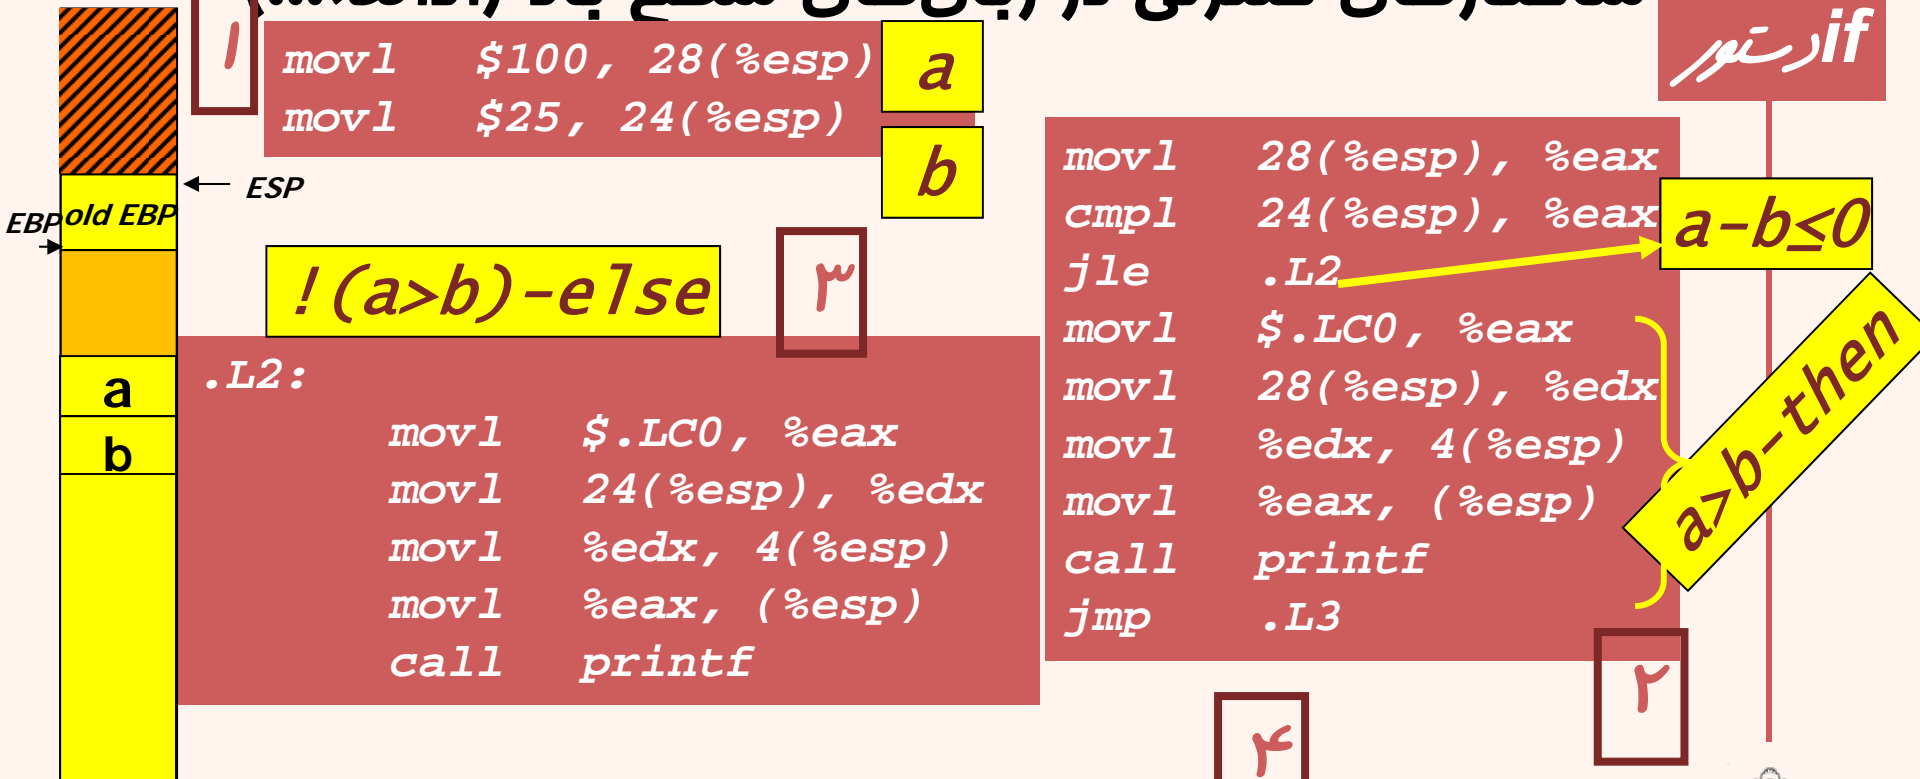 دستور if
۱
movl $100, 28(%esp)
movl $25, 24(%esp)
a
b
ESP
EBP
old EBP
a
b
movl 28(%esp), %eax
cmpl 24(%esp), %eax
jle .L2
movl $.LC0, %eax
movl 28(%esp), %edx
movl %edx, 4(%esp)
movl %eax, (%esp)
call printf
jmp .L3
a-b≤0
a>b-then
۲
!(a>b)-else
۳
.L2:
movl $.LC0, %eax
movl 24(%esp), %edx
movl %edx, 4(%esp)
movl %eax, (%esp)
call printf
۴